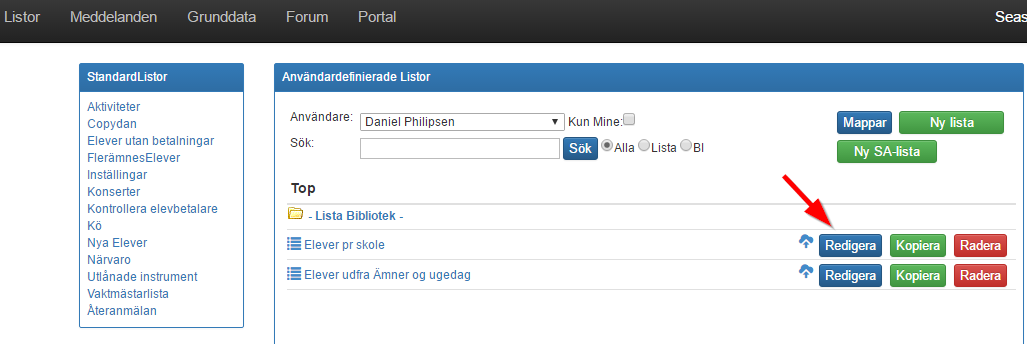 Listor Meddelanden Grunddata Forum Portal Seas
StandardListor
Aktiviteter
Copydan
Elever utan betalningar
FlerämnesElever
Inställningar
Konserter
Kontrollera elevbetalare
Kö
Nya Elever
Närvaro
Utlånade instrument
Vaktmästarlista
Återanmälan
Användardefinierade Listor
Användare: Daniel Philipsen Kun Mine: Mappar Ny lista
Sök: Sök Alla Lista BI Ny SA-lista
Top
- Lista Bibliotek -
Elever pr skole Redigera Kopiera Radera
Elever udfra Ämner og ugedag Redigera Kopiera Radera